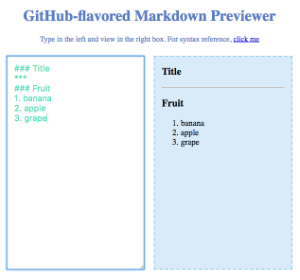 GitHub-flavored Markdown Previewer
Type in the left and view in the right box. For syntax reference, click me
### Title
***
### Fruit
1. banana
2. apple
3. grape
Title
Fruit
1. banana
2. apple
3. grape